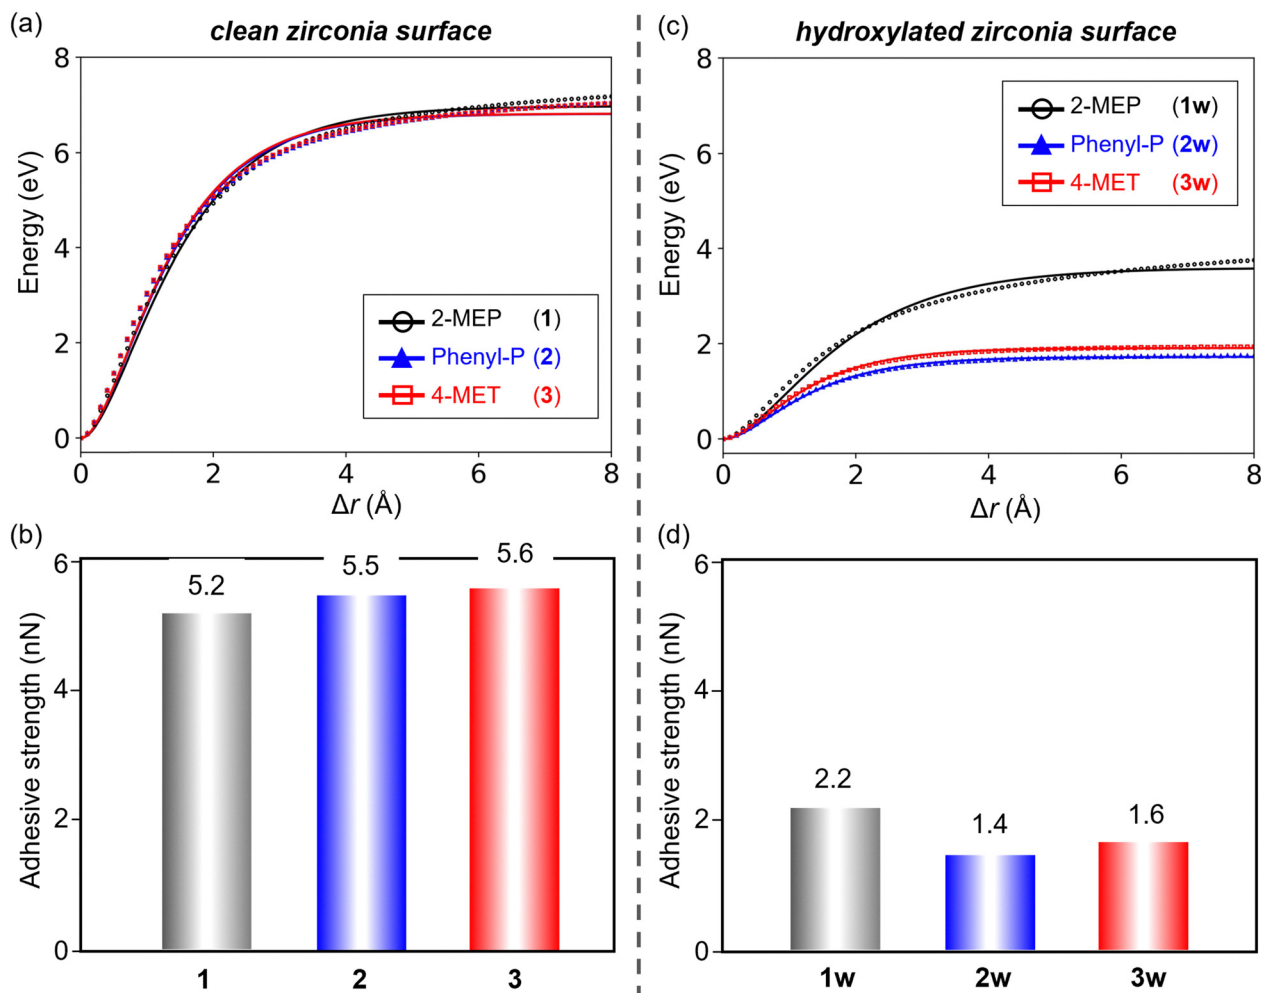 (a)
clean zirconia surface
8
6
4
2
0
Energy (eV)
2-MEP (1)
Phenyl-P (2)
4-MET (3)
0 2 4 6 8
Δr (Å)
(b)
6
4
2
0
Adhesive strength (nN)
5.2
5.5
5.6
1 2 3
(c)
hydroxylated zirconia surface
8
6
4
2
0
Energy (eV)
2-MEP (1w)
Phenyl-P (2w)
4-MET (3w)
0 2 4 6 8
Δr (Å)
(d)
6
4
2
0
Adhesive strength (nN)
2.2
1.4
1.6
1w 2w 3w